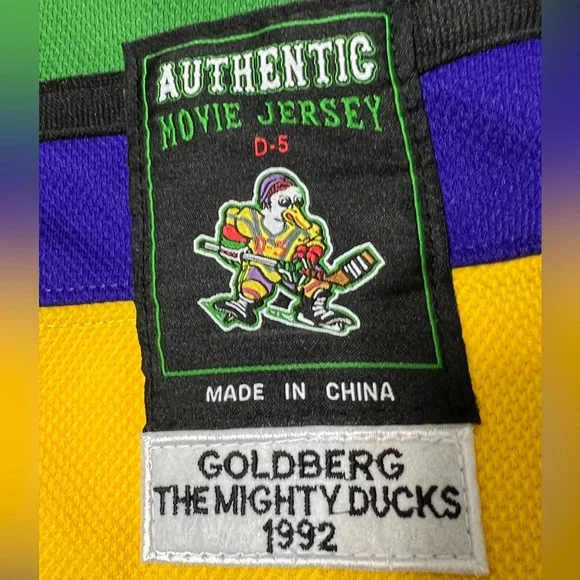 AUTHENTIC
MOVIE JERSEY
D-5
MADE IN CHINA
GOLDBERG
THE MIGHTY DUCKS
1992